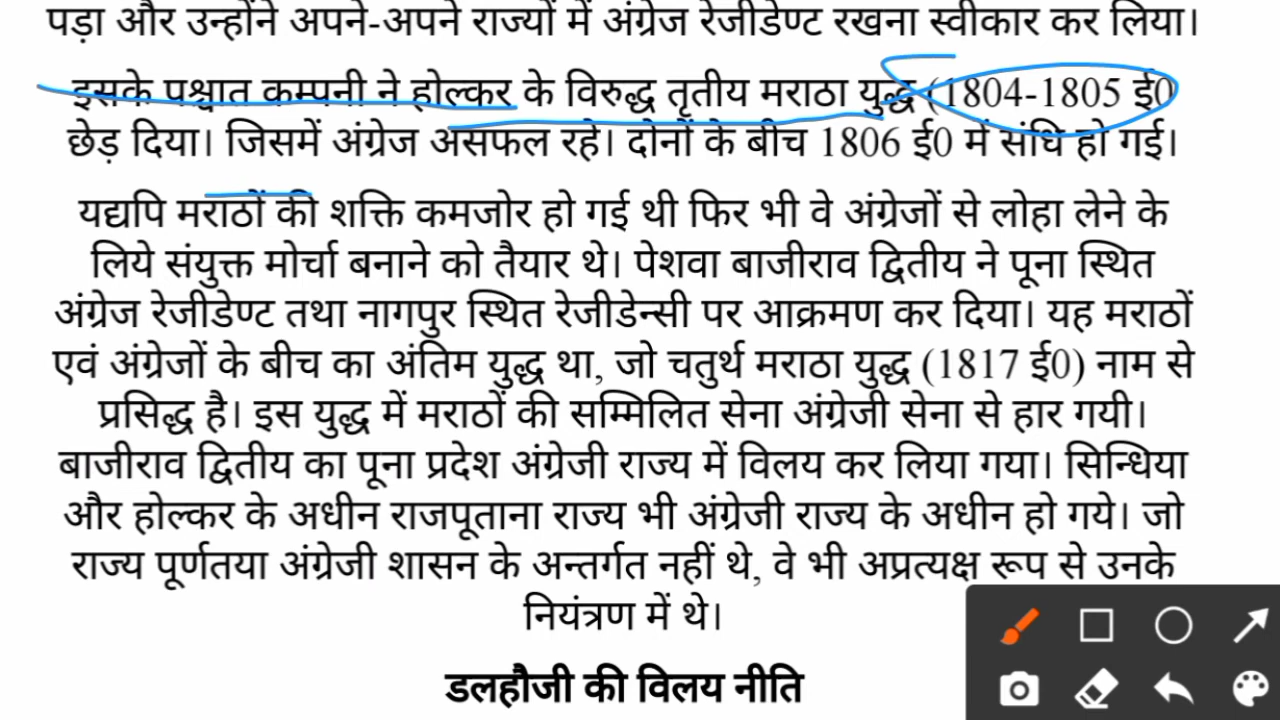 पड़ा और उन्होंने अपने-अपने राज्यों में अंग्रेज रेजीडेण्ट रखना स्वीकार कर लिया।
इसके पश्चात कम्पनी ने होल्कर के विरुद्ध तृतीय मराठा युद्ध (1804-1805 ई0
छेड़ दिया। जिसमें अंग्रेज असफल रहे। दोनों के बीच 1806 ई0 में संधि हो गई।
यद्यपि मराठों की शक्ति कमजोर हो गई थी फिर भी वे अंग्रेजों से लोहा लेने के
लिये संयुक्त मोर्चा बनाने को तैयार थे। पेशवा बाजीराव द्वितीय ने पूना स्थित
अंग्रेज रेजीडेण्ट तथा नागपुर स्थित रेजीडेन्सी पर आक्रमण कर दिया। यह मराठों
एवं अंग्रेजों के बीच का अंतिम युद्ध था, जो चतुर्थ मराठा युद्ध (1817 ई0) नाम से
प्रसिद्ध है। इस युद्ध में मराठों की सम्मिलित सेना अंग्रेजी सेना से हार गयी।
बाजीराव द्वितीय का पूना प्रदेश अंग्रेजी राज्य में विलय कर लिया गया। सिन्धिया
और होल्कर के अधीन राजपूताना राज्य भी अंग्रेजी राज्य के अधीन हो गये। जो
राज्य पूर्णतया अंग्रेजी शासन के अन्तर्गत नहीं थे, वे भी अप्रत्यक्ष रूप से उनके
नियंत्रण में थे।
डलहौजी की विलय नीति